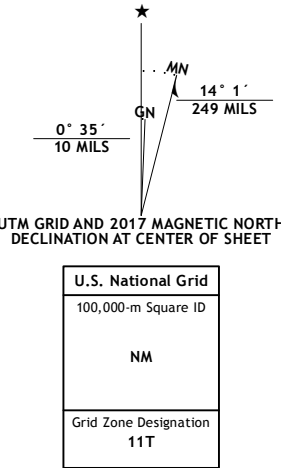 ★
MN
GN
14° 1´
249 MILS
0° 35´
10 MILS
UTM GRID AND 2017 MAGNETIC NORTH
DECLINATION AT CENTER OF SHEET
U.S. National Grid
100,000-m Square ID
NM
Grid Zone Designation
11T